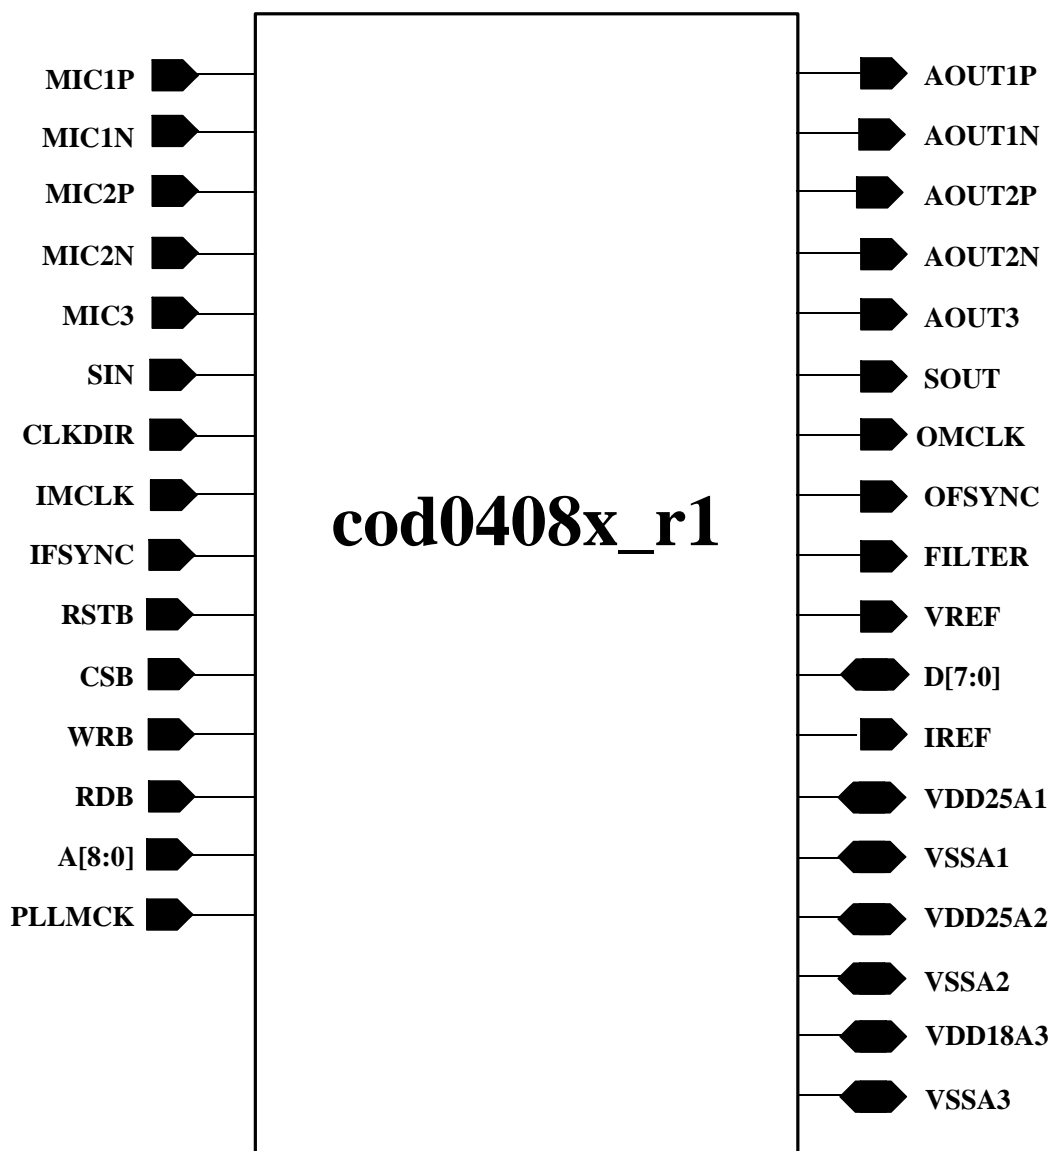 MIC1P
MIC1N
MIC2P
MIC2N
MIC3
SIN
CLKDIR
IMCLK
IFSYNC
RSTB
CSB
WRB
RDB
A[8:0]
PLLMCK
cod0408x_r1
AOUT1P
AOUT1N
AOUT2P
AOUT2N
AOUT3
SOUT
OMCLK
OFSYNC
FILTER
VREF
D[7:0]
IREF
VDD25A1
VSSA1
VDD25A2
VSSA2
VDD18A3
VSSA3